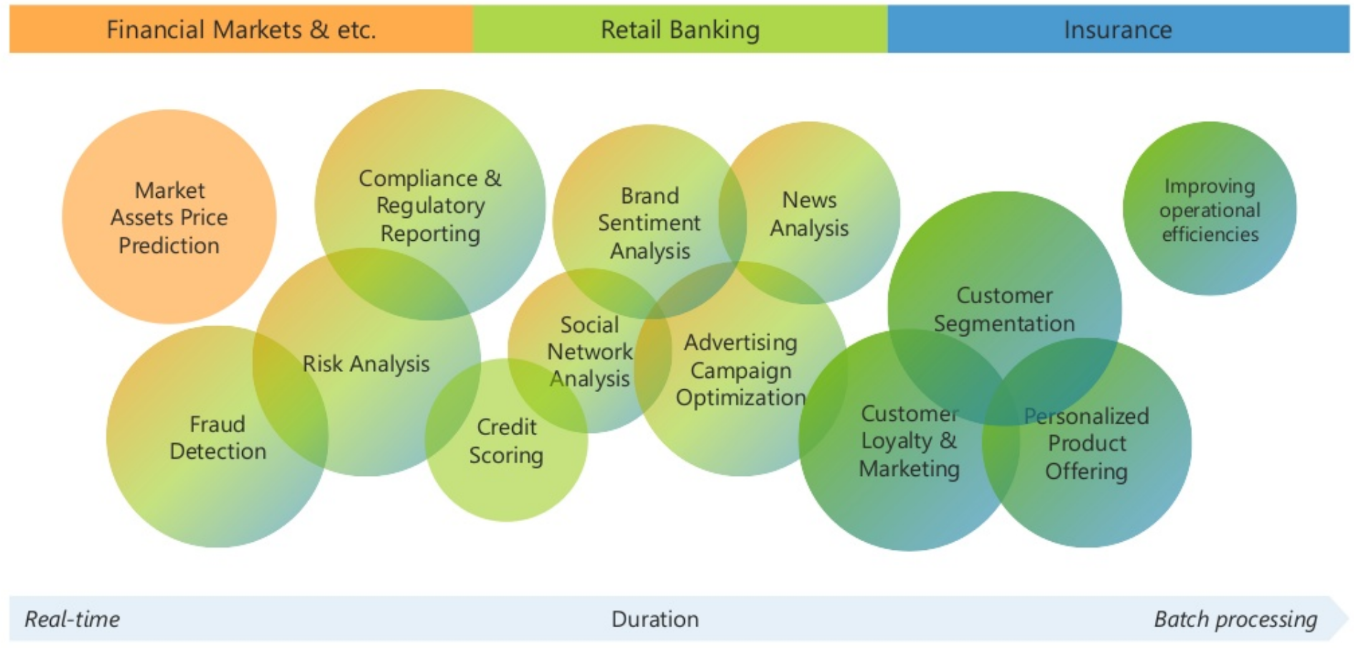 Financial Markets & etc.
Retail Banking
Insurance
Market
Assets Price
Prediction
Compliance &
Regulatory
Reporting
Brand
Sentiment
Analysis
News
Analysis
Improving
operational
efficiencies
Customer
Segmentation
Risk Analysis
Social
Network
Analysis
Advertising
Campaign
Optimization
Fraud
Detection
Credit
Scoring
Customer
Loyalty &
Marketing
Personalized
Product
Offering
Real-time
Duration
Batch processing